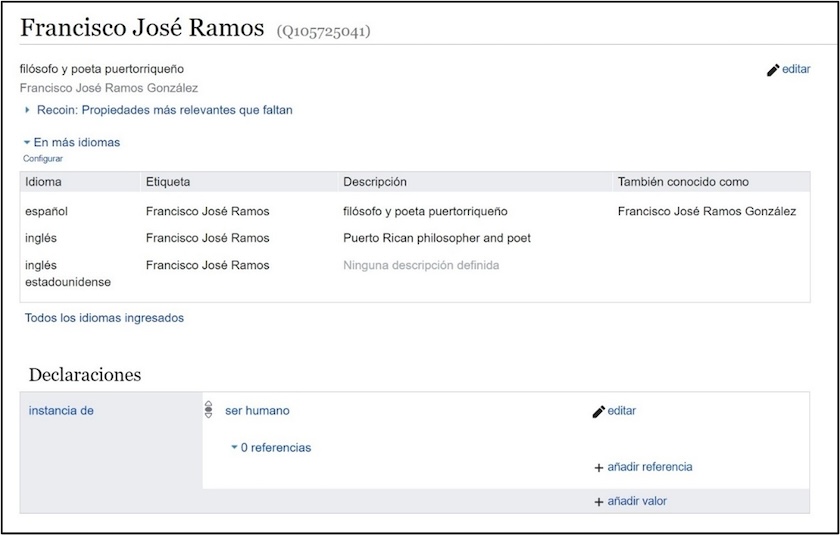 Francisco José Ramos (Q105725041)
filósofo y poeta puertorriqueño editar
Francisco José Ramos González
Recoin: Propiedades más relevantes que faltan
En más idiomas
Configurar
Idioma Etiqueta Descripción También conocido como
español Francisco José Ramos filósofo y poeta puertorriqueño Francisco José Ramos González
inglés Francisco José Ramos Puerto Rican philosopher and poet
inglés Francisco José Ramos Ninguna descripción definida
estadounidense
Todos los idiomas ingresados
Declaraciones
instancia de ser humano editar
0 referencias
+ añadir referencia
+ añadir valor